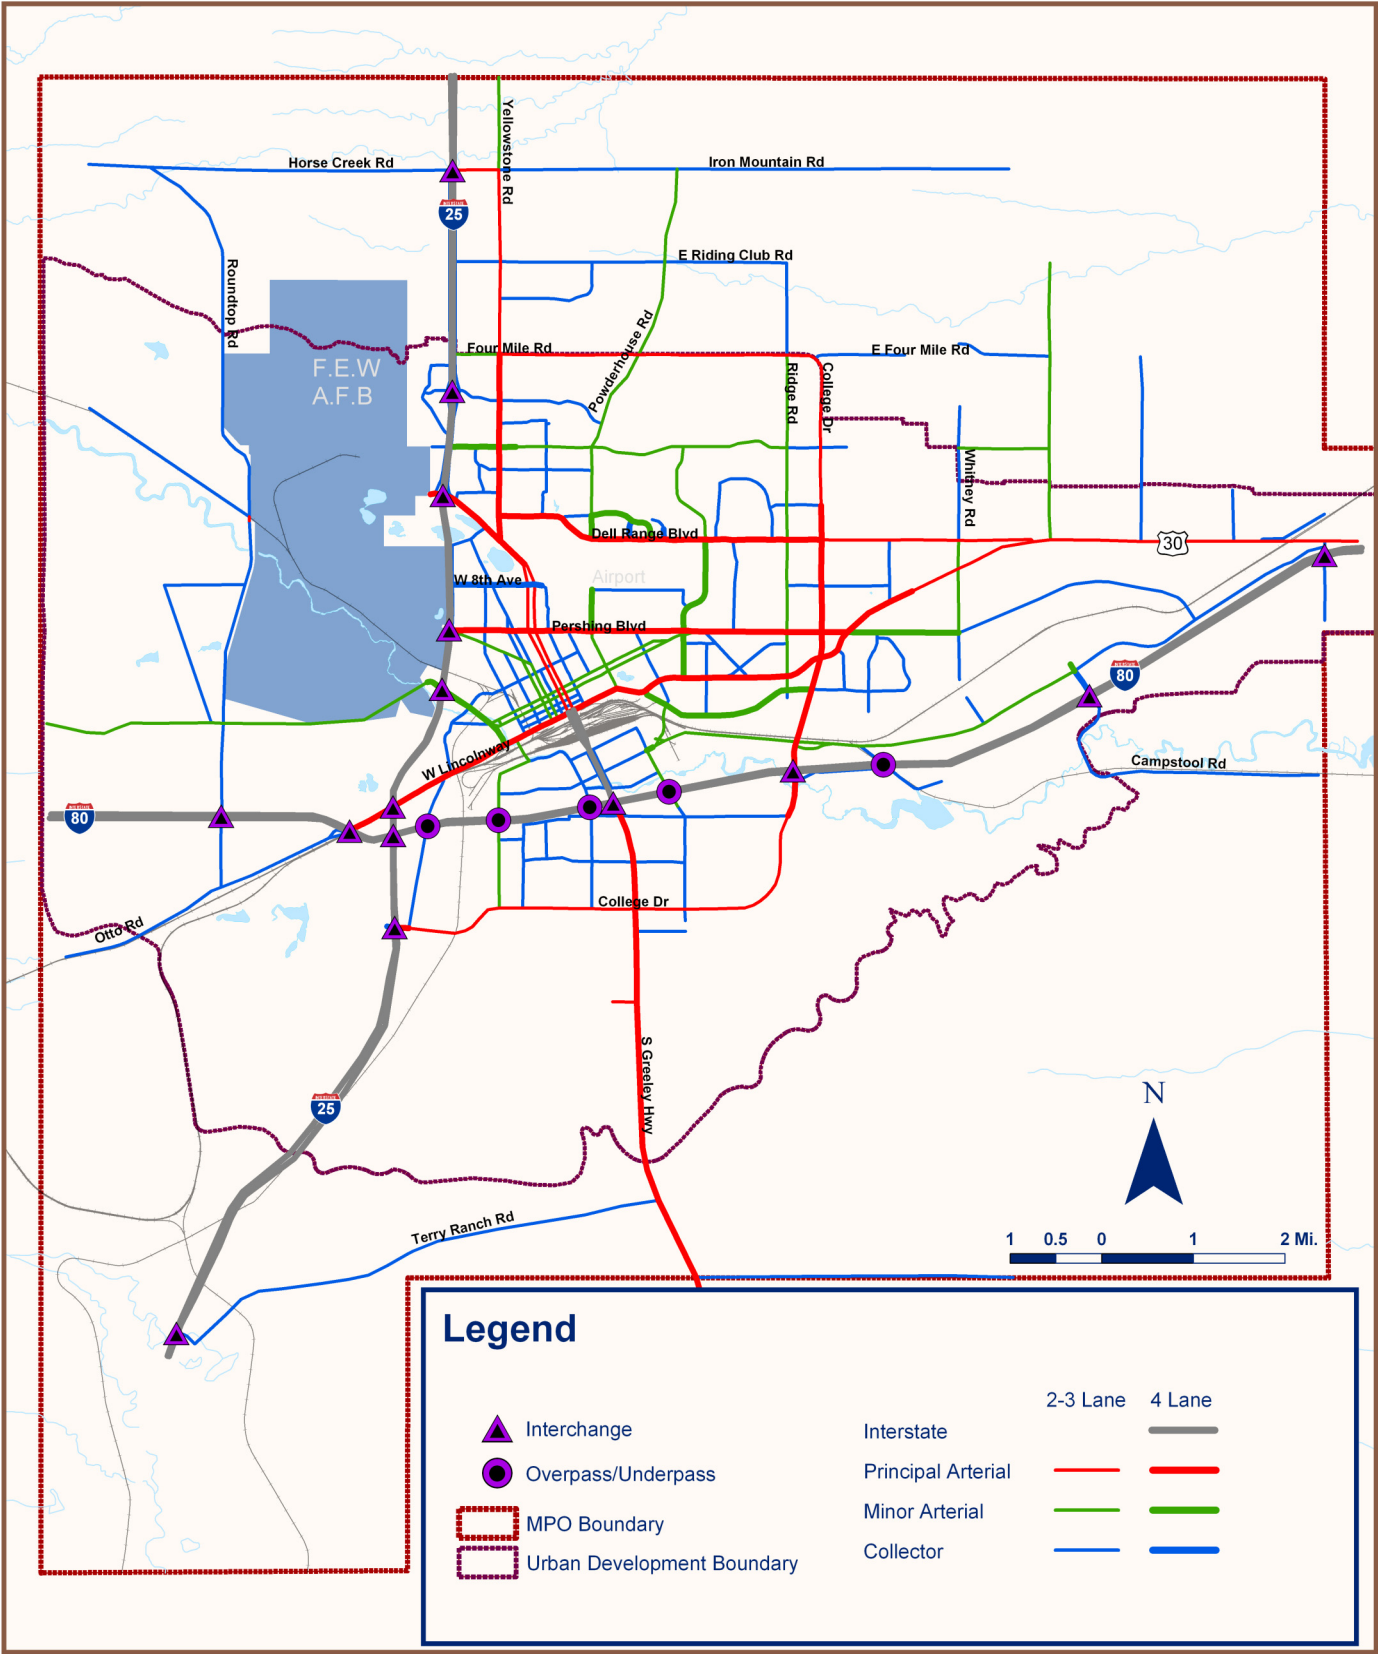 Yellowstone Rd
Horse Creek Rd
Iron Mountain Rd
25
E Riding Club Rd
Roundtop Rd
Powderhouse Rd
Four Mile Rd
E Four Mile Rd
F.E.W
A.F.B
Ridge Rd
College Dr
Whitney Rd
Dell Range Blvd
30
W 8th Ave
Airport
Pershing Blvd
80
W Lincolnway
Campstool Rd
80
College Dr
Otto Rd
S Greeley Hwy
25
N
Terry Ranch Rd
1 0.5 0 1 2 Mi.
Legend
2-3 Lane 4 Lane
Interchange
Interstate
Overpass/Underpass
Principal Arterial
MPO Boundary
Minor Arterial
Urban Development Boundary
Collector